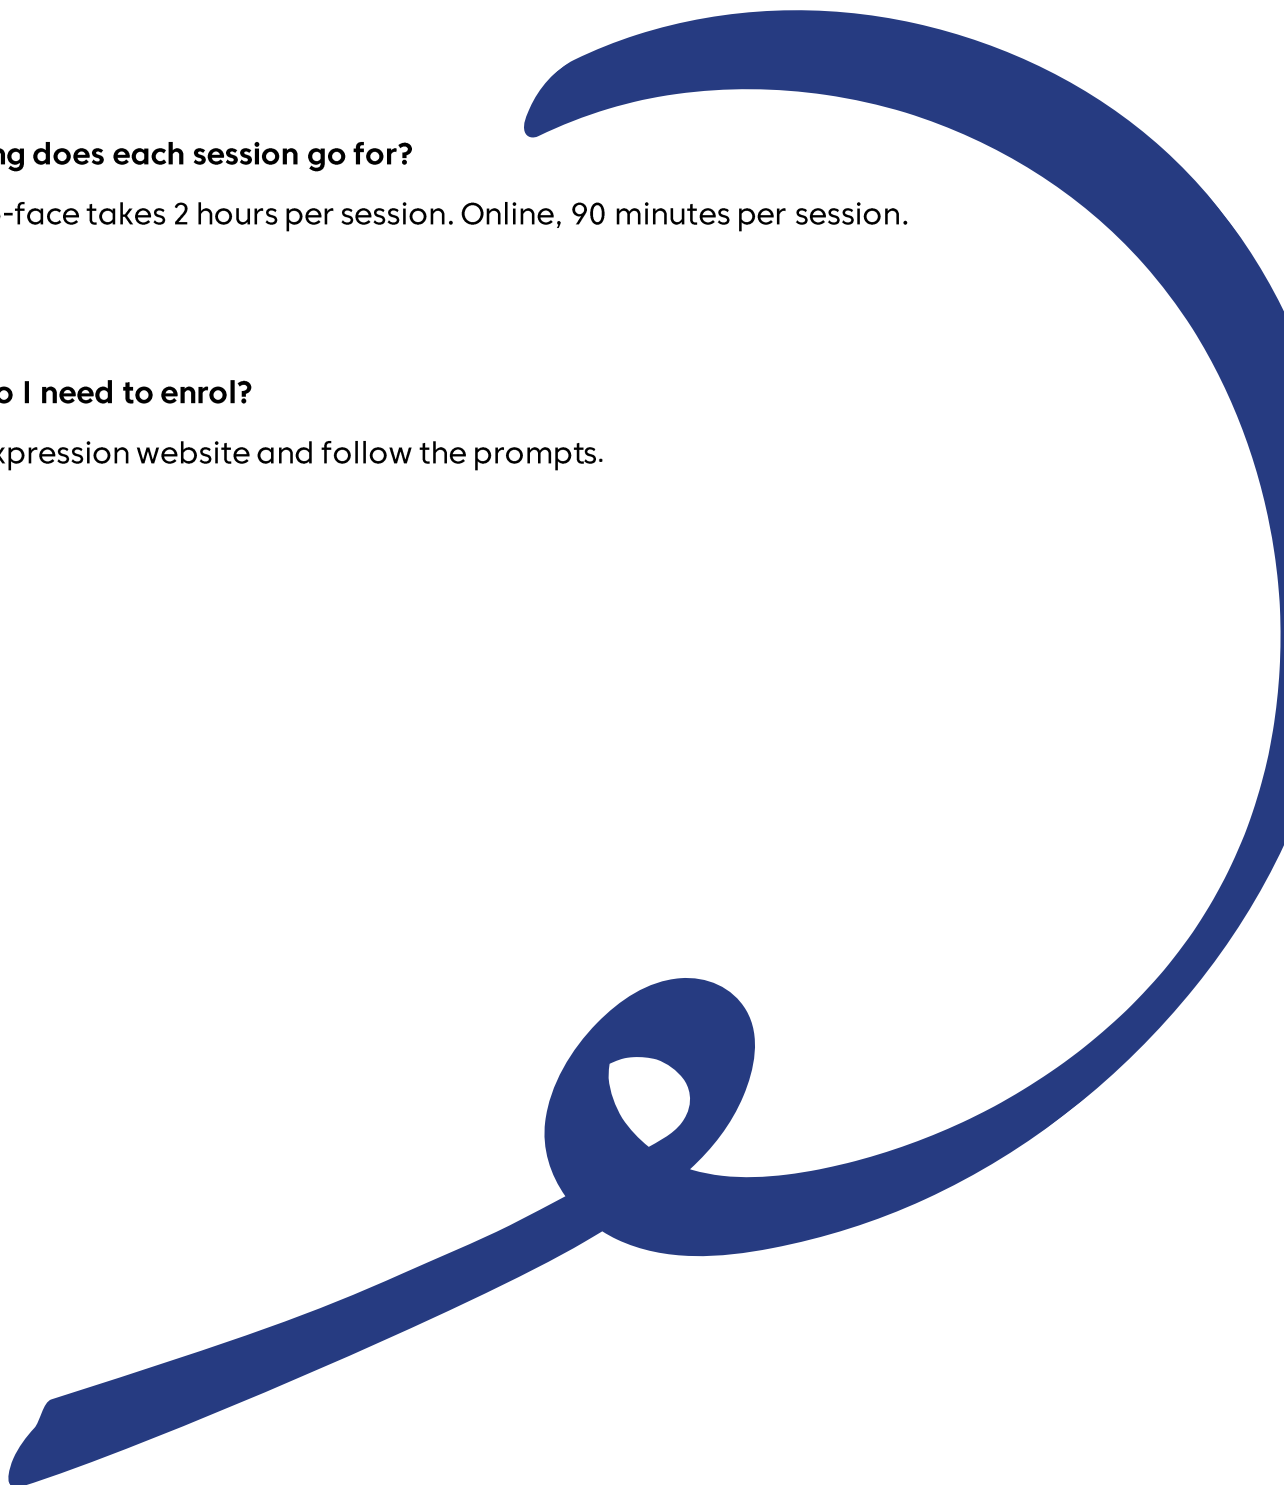 ng does each session go for?
-face takes 2 hours per session. Online, 90 minutes per session.
o I need to enrol?
xpression website and follow the prompts.